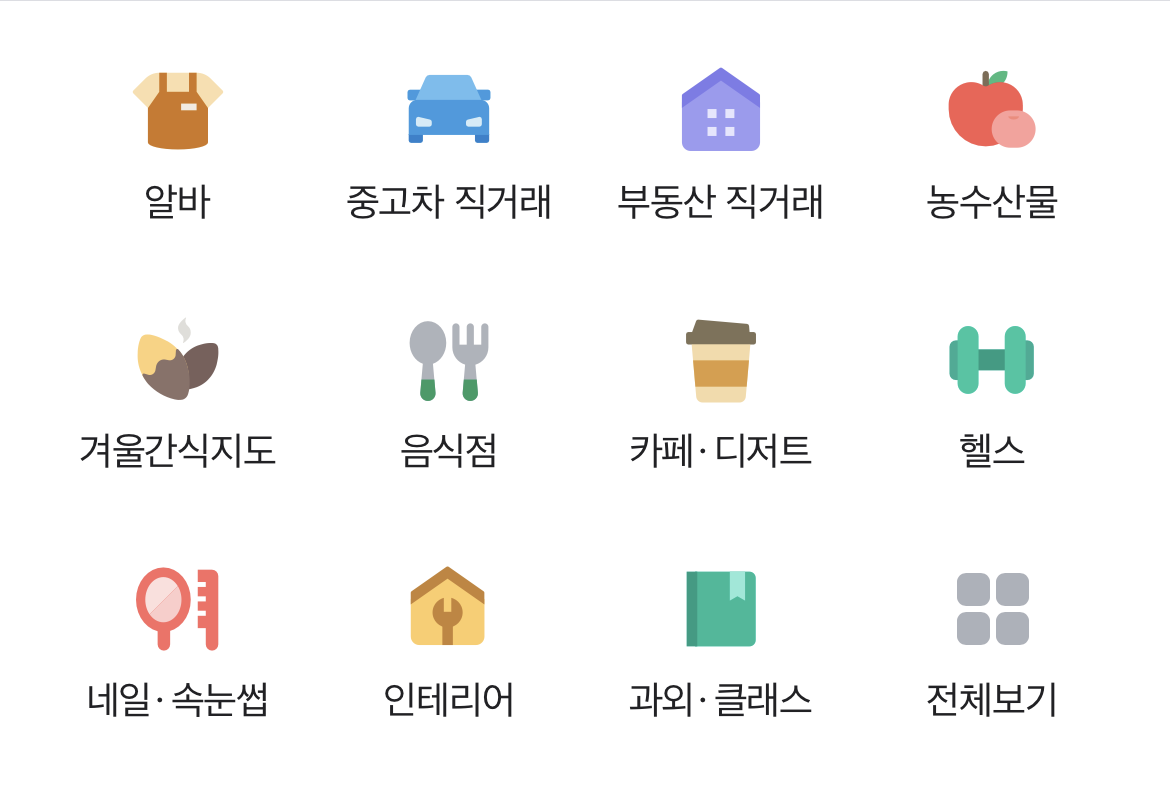 알바
중고차 직거래
부동산 직거래
농수산물
겨울간식지도
음식점
카페 · 디저트
헬스
네일 · 속눈썹
인테리어
과외 · 클래스
전체보기